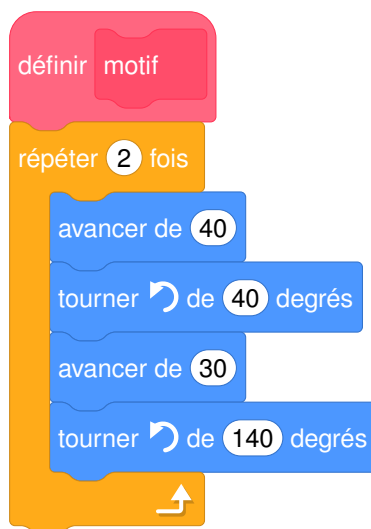 définir motif
répéter 2 fois
avancer de 40
tourner de 40 degrés
avancer de 30
tourner de 140 degrés